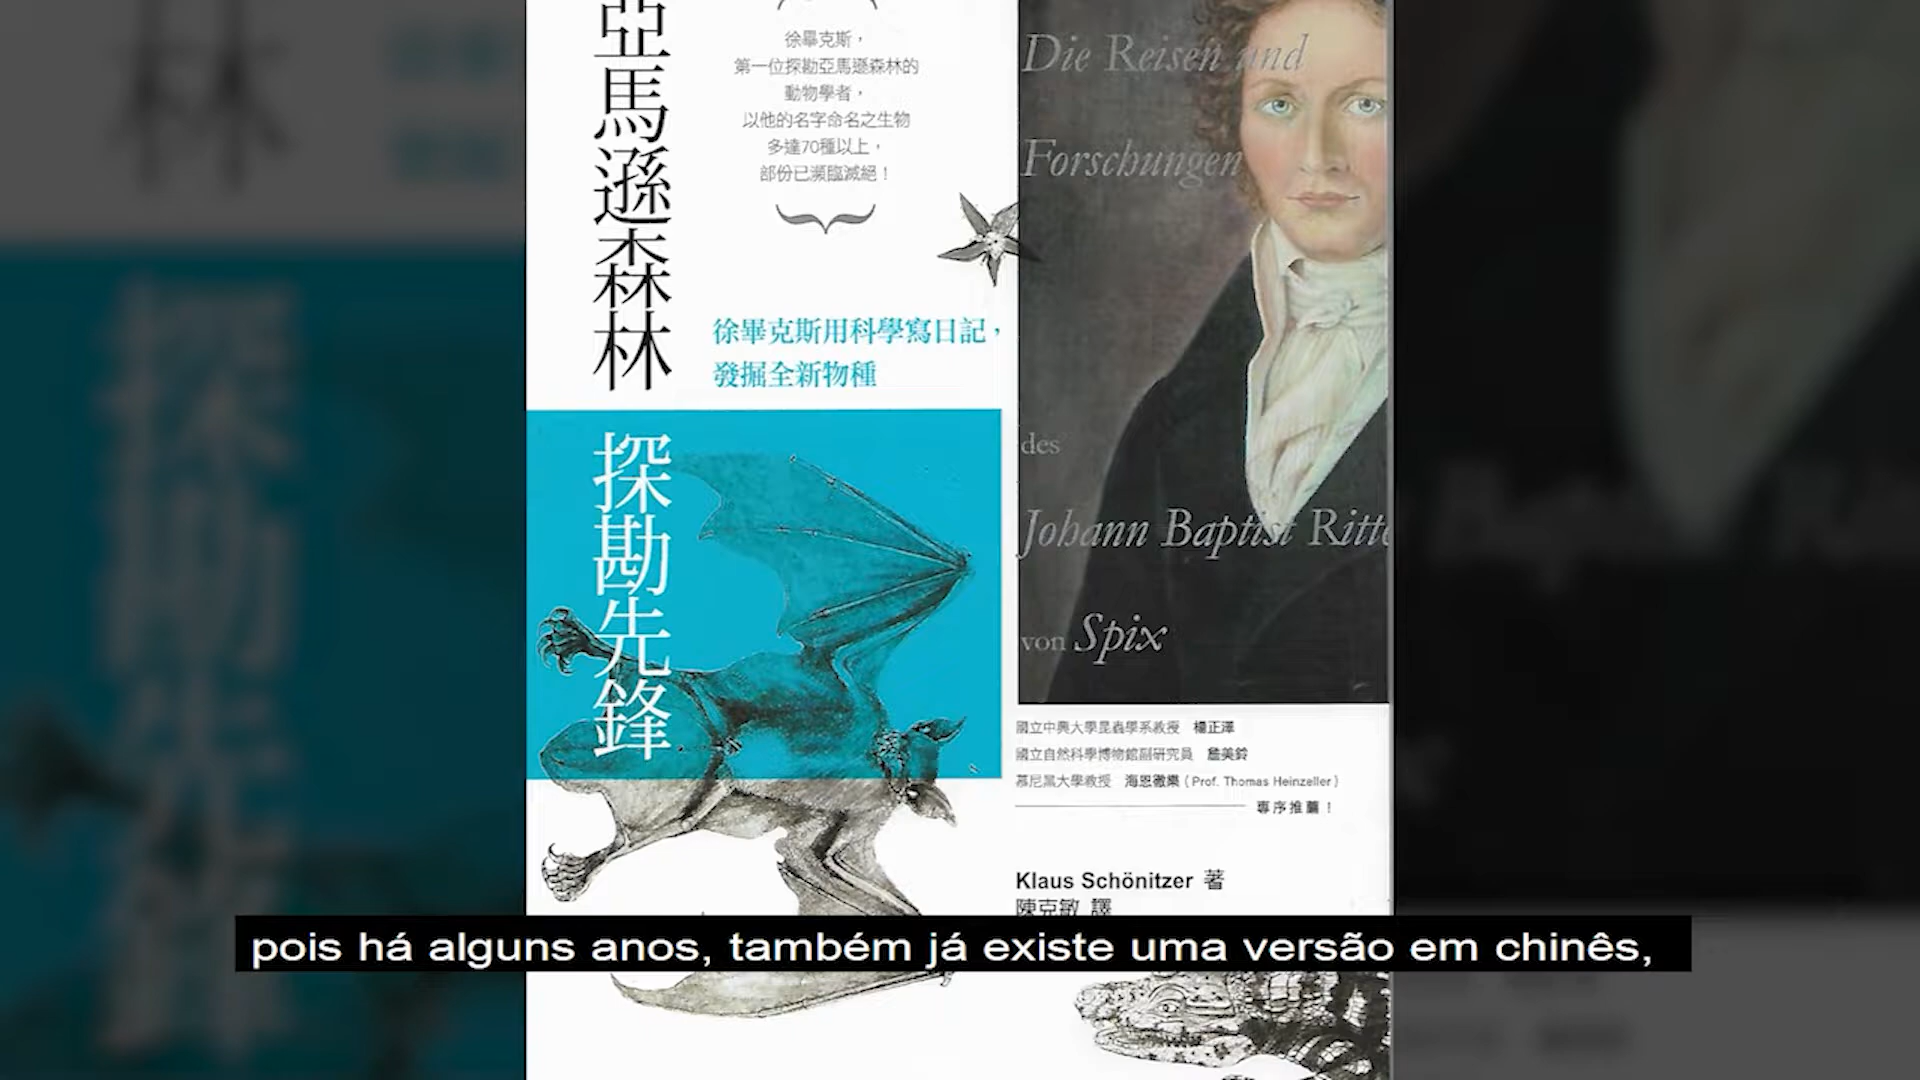 亞馬遜森林
探勘先鋒
徐畢克斯，
第一位探勘亞馬遜森林的
動物學者，
以他的名字命名之生物
多達70種以上，
部份已瀕臨滅絕！
徐畢克斯用科學寫日記，
發掘全新物種
Die Reisen und
Forschungen
des
Johann Baptist Ritte
von Spix
國立中興大學昆蟲學系教授 楊正澤
國立自然科學博物館副研究員 詹美鈴
慕尼黑大學教授 海恩徹樂 (Prof. Thomas Heinzeller)
專序推薦！
Klaus Schönitzer 著
陳克敏 譯
pois há alguns anos, também já existe uma versão em chinês,